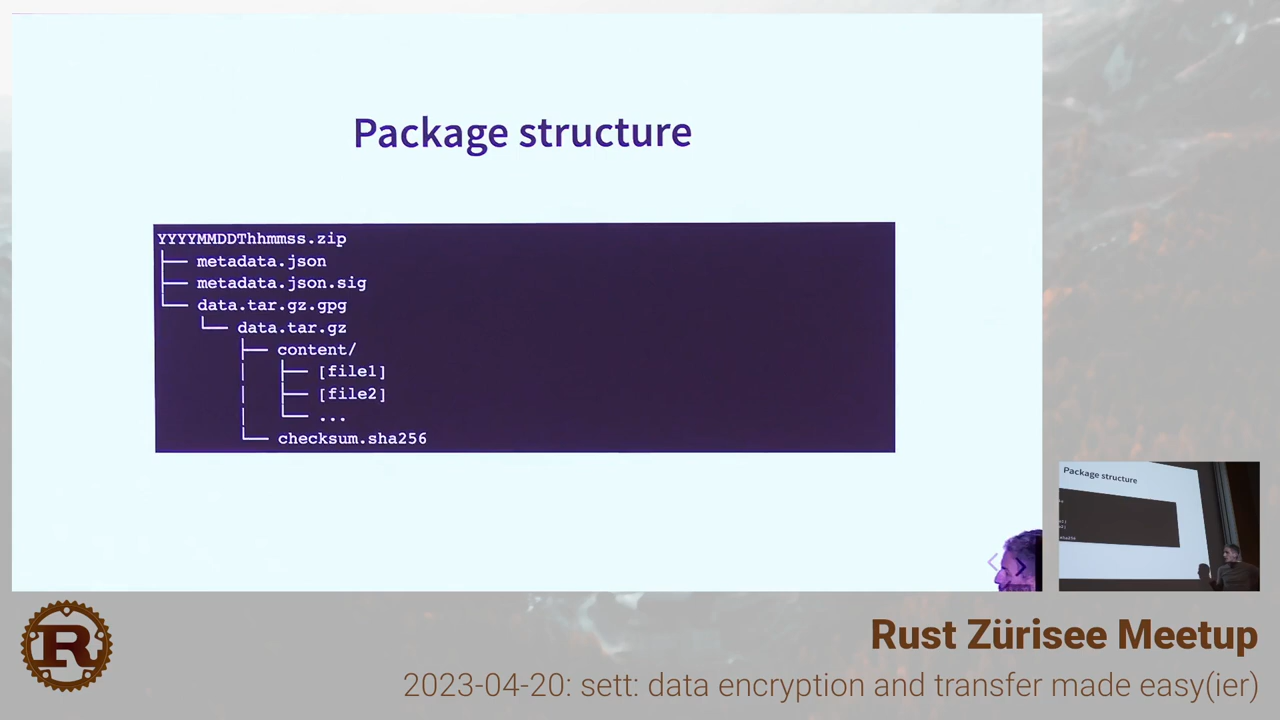 Package structure
YYYYMMDDThhmmss.zip
├── metadata.json
├── metadata.json.sig
└── data.tar.gz.gpg
    └── data.tar.gz
        ├── content/
        │   ├── [file1]
        │   ├── [file2]
        │   └── ...
        └── checksum.sha256
Package structure
R
Rust Zürisee Meetup
2023-04-20: sett: data encryption and transfer made easy(ier)